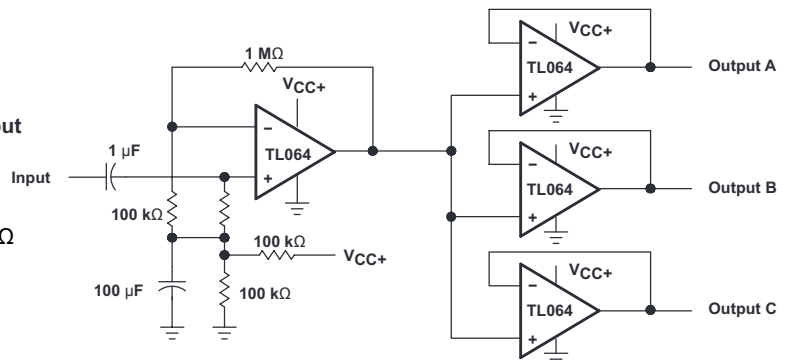 VCC+
−
TL064
+
Output A
1 MΩ
VCC+
−
TL064
+
1 µF
Input
100 kΩ
Ω
100 kΩ
VCC+
100 µF
100 kΩ
VCC+
−
TL064
+
Output B
VCC+
−
TL064
+
Output C